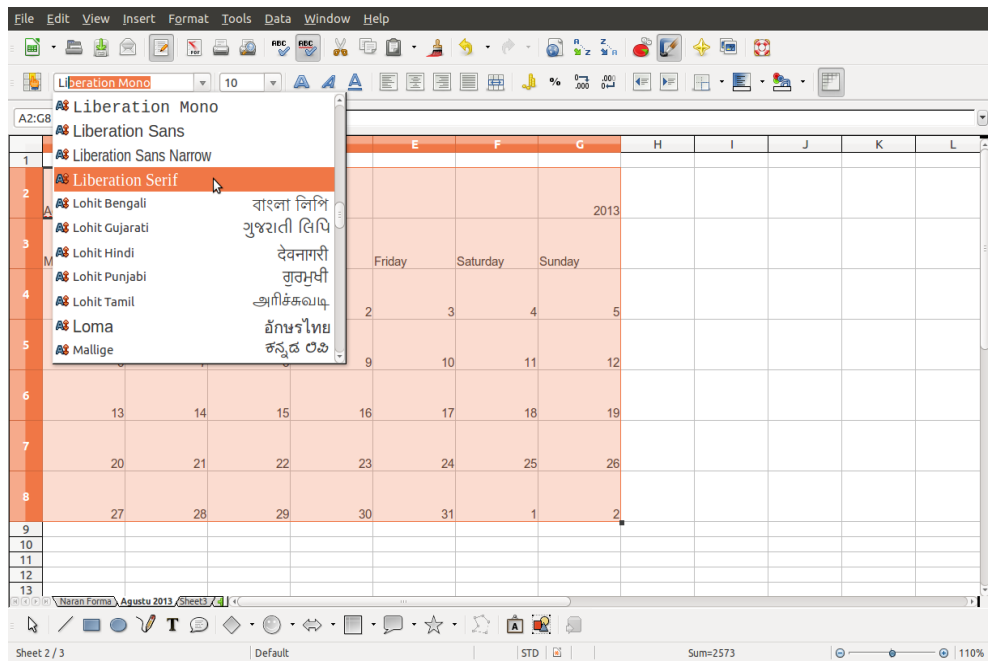 File Edit View Insert Format Tools Data Window Help
Liberation Mono 10
A2:G8
Liberation Mono
Liberation Sans
Liberation Sans Narrow
Liberation Serif
Lohit Bengali বাংলা লিপি
Lohit Gujarati ગુજરાતી લિપિ
Lohit Hindi देवनागरी
Lohit Punjabi ਗੁਰਮੁਖੀ
Lohit Tamil அரிச்சுவடி
Loma อักษรไทย
Mallige ಕನ್ನಡ ಲಿಪಿ
E F G H I J K L
1
2 A 2013
3 M Friday Saturday Sunday
4 2 3 4 5
5 9 10 11 12
6 13 14 15 16 17 18 19
7 20 21 22 23 24 25 26
8 27 28 29 30 31 1 2
9
10
11
12
13
Naran Forma Agustu 2013 Sheet3
Sheet 2 / 3 Default STD Sum=2573 110%